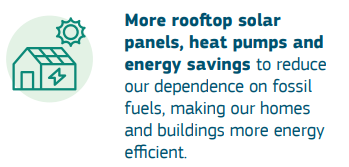 More rooftop solar
panels, heat pumps and
energy savings to reduce
our dependence on fossil
fuels, making our homes
and buildings more energy
efficient.